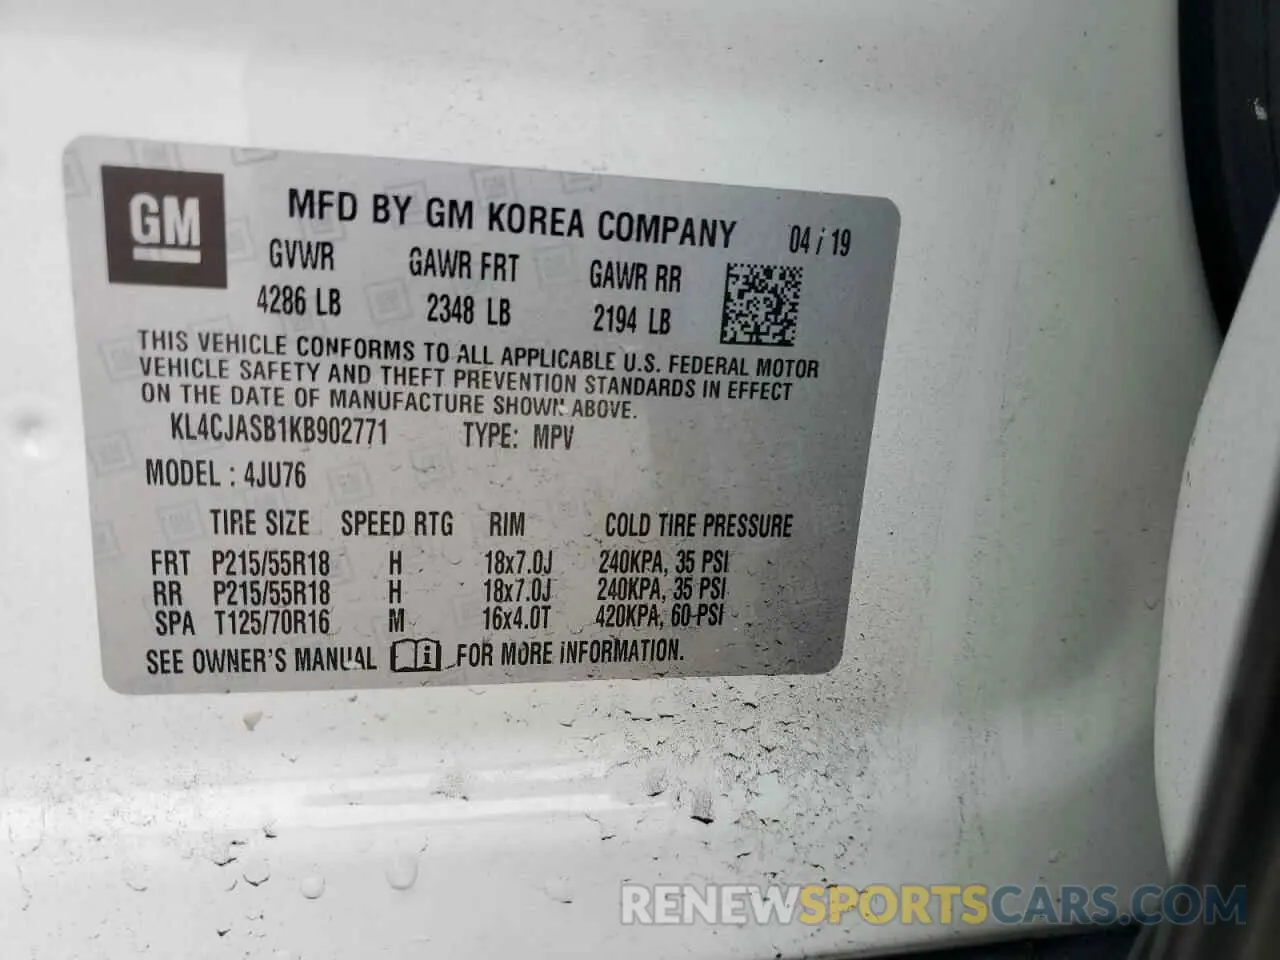 GM
MFD BY GM KOREA COMPANY 04 / 19
GVWR GAWR FRT GAWR RR
4286 LB 2348 LB 2194 LB
THIS VEHICLE CONFORMS TO ALL APPLICABLE U.S. FEDERAL MOTOR
VEHICLE SAFETY AND THEFT PREVENTION STANDARDS IN EFFECT
ON THE DATE OF MANUFACTURE SHOWN ABOVE.
KL4CJASB1KB902771 TYPE: MPV
MODEL : 4JU76
TIRE SIZE SPEED RTG RIM COLD TIRE PRESSURE
FRT P215/55R18 H 18x7.0J 240KPA, 35 PSI
RR P215/55R18 H 18x7.0J 240KPA, 35 PSI
SPA T125/70R16 M 16x4.0T 420KPA, 60 PSI
SEE OWNER'S MANUAL i FOR MORE INFORMATION.
RENEWSPORTSCARS.COM